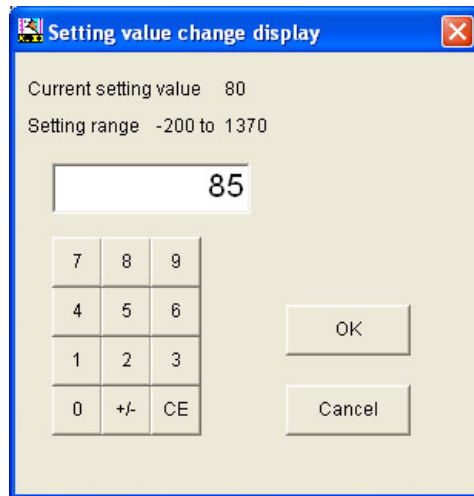 Setting value change display
Current setting value 80
Setting range -200 to 1370
85
7 8 9
4 5 6
1 2 3
0 +/- CE
OK
Cancel